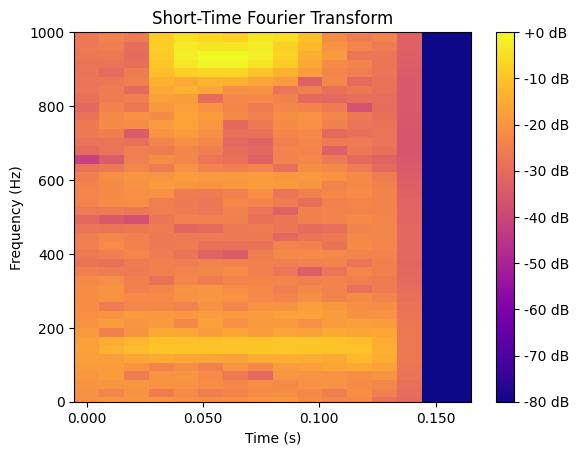 Short-Time Fourier Transform
1000
800
600
400
200
0
Frequency (Hz)
0.000
0.050
0.100
0.150
Time (s)
+0 dB
-10 dB
-20 dB
-30 dB
-40 dB
-50 dB
-60 dB
-70 dB
-80 dB